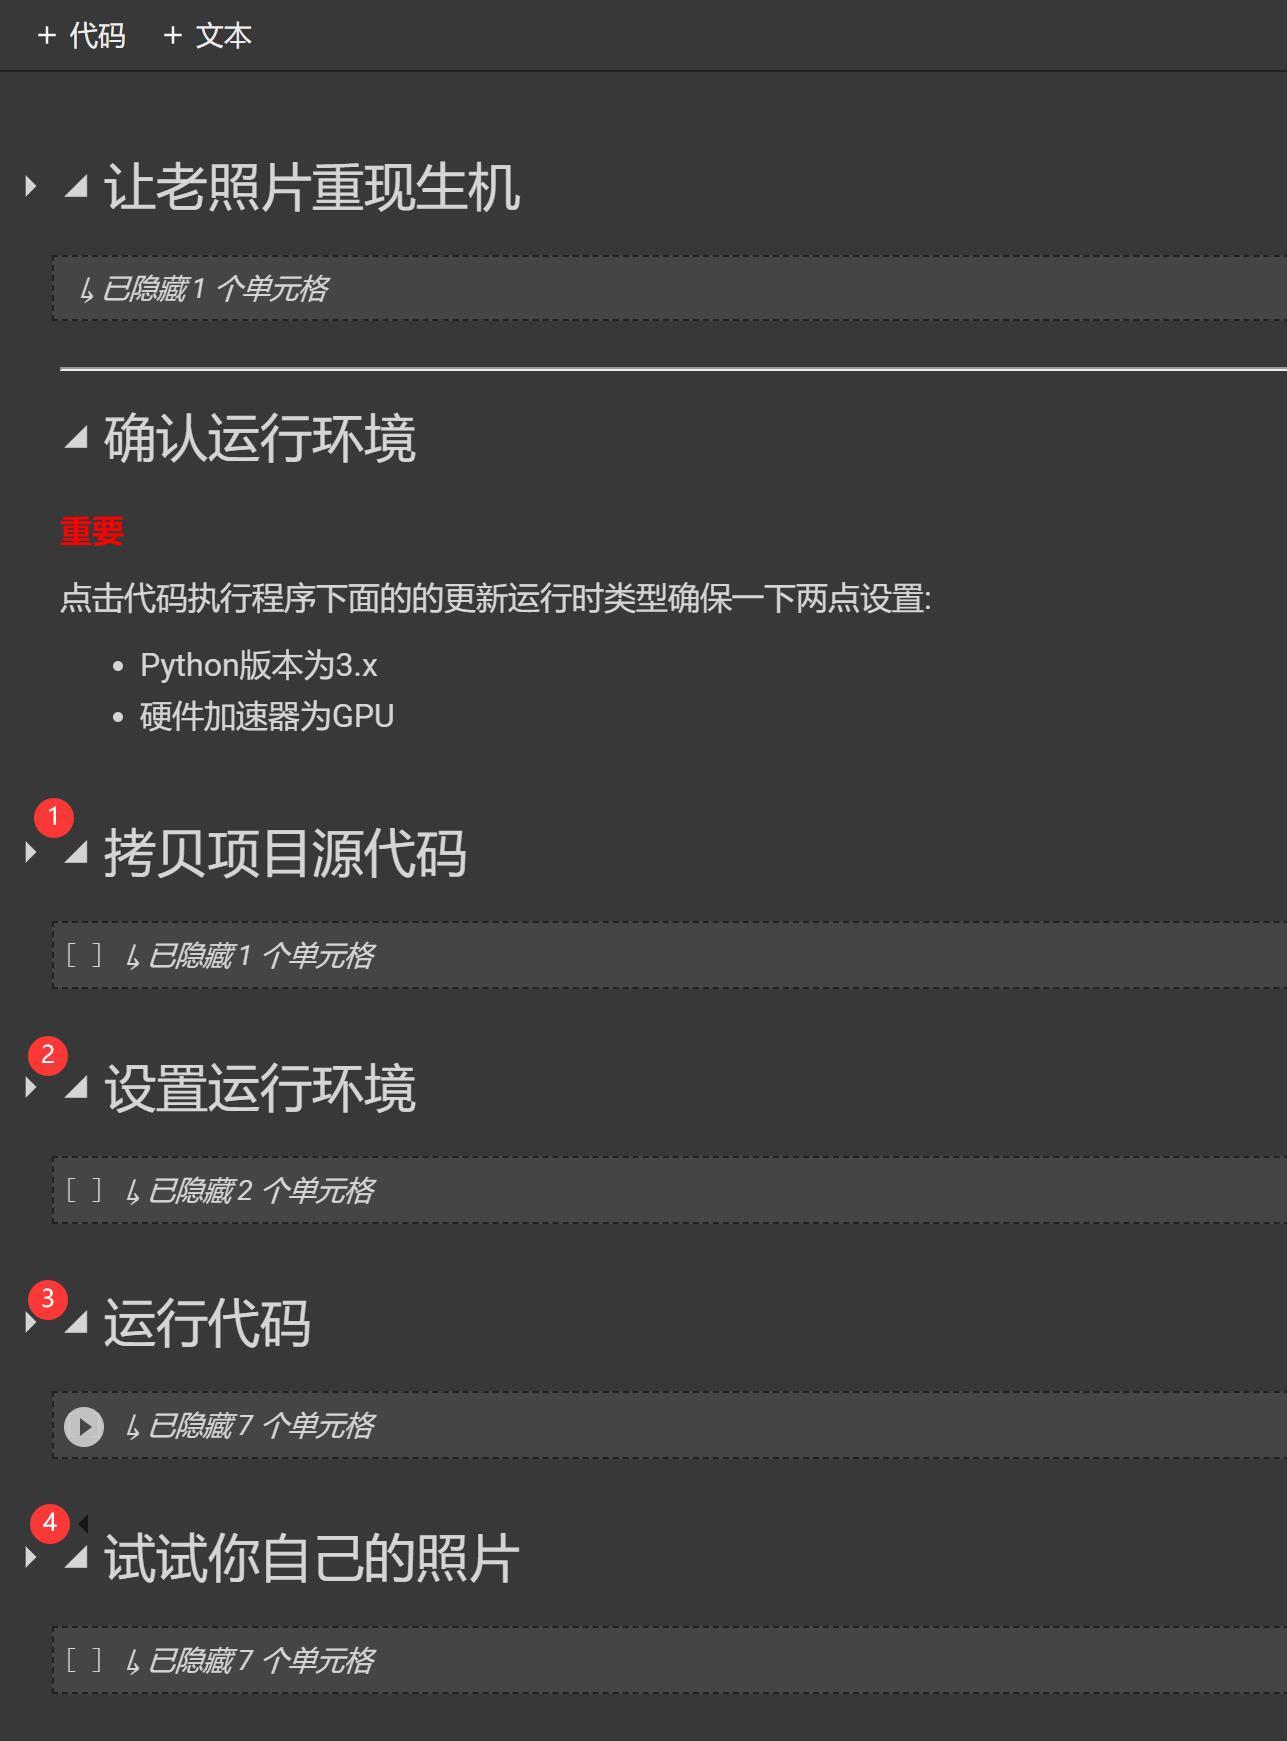 + 代码 + 文本
让老照片重现生机
↳ 已隐藏 1 个单元格
确认运行环境
重要
点击代码执行程序下面的的更新运行时类型确保一下两点设置:
• Python版本为3.x
• 硬件加速器为GPU
1
拷贝项目源代码
[ ] ↳ 已隐藏 1 个单元格
2
设置运行环境
[ ] ↳ 已隐藏 2 个单元格
3
运行代码
↳ 已隐藏 7 个单元格
4
试试你自己的照片
[ ] ↳ 已隐藏 7 个单元格